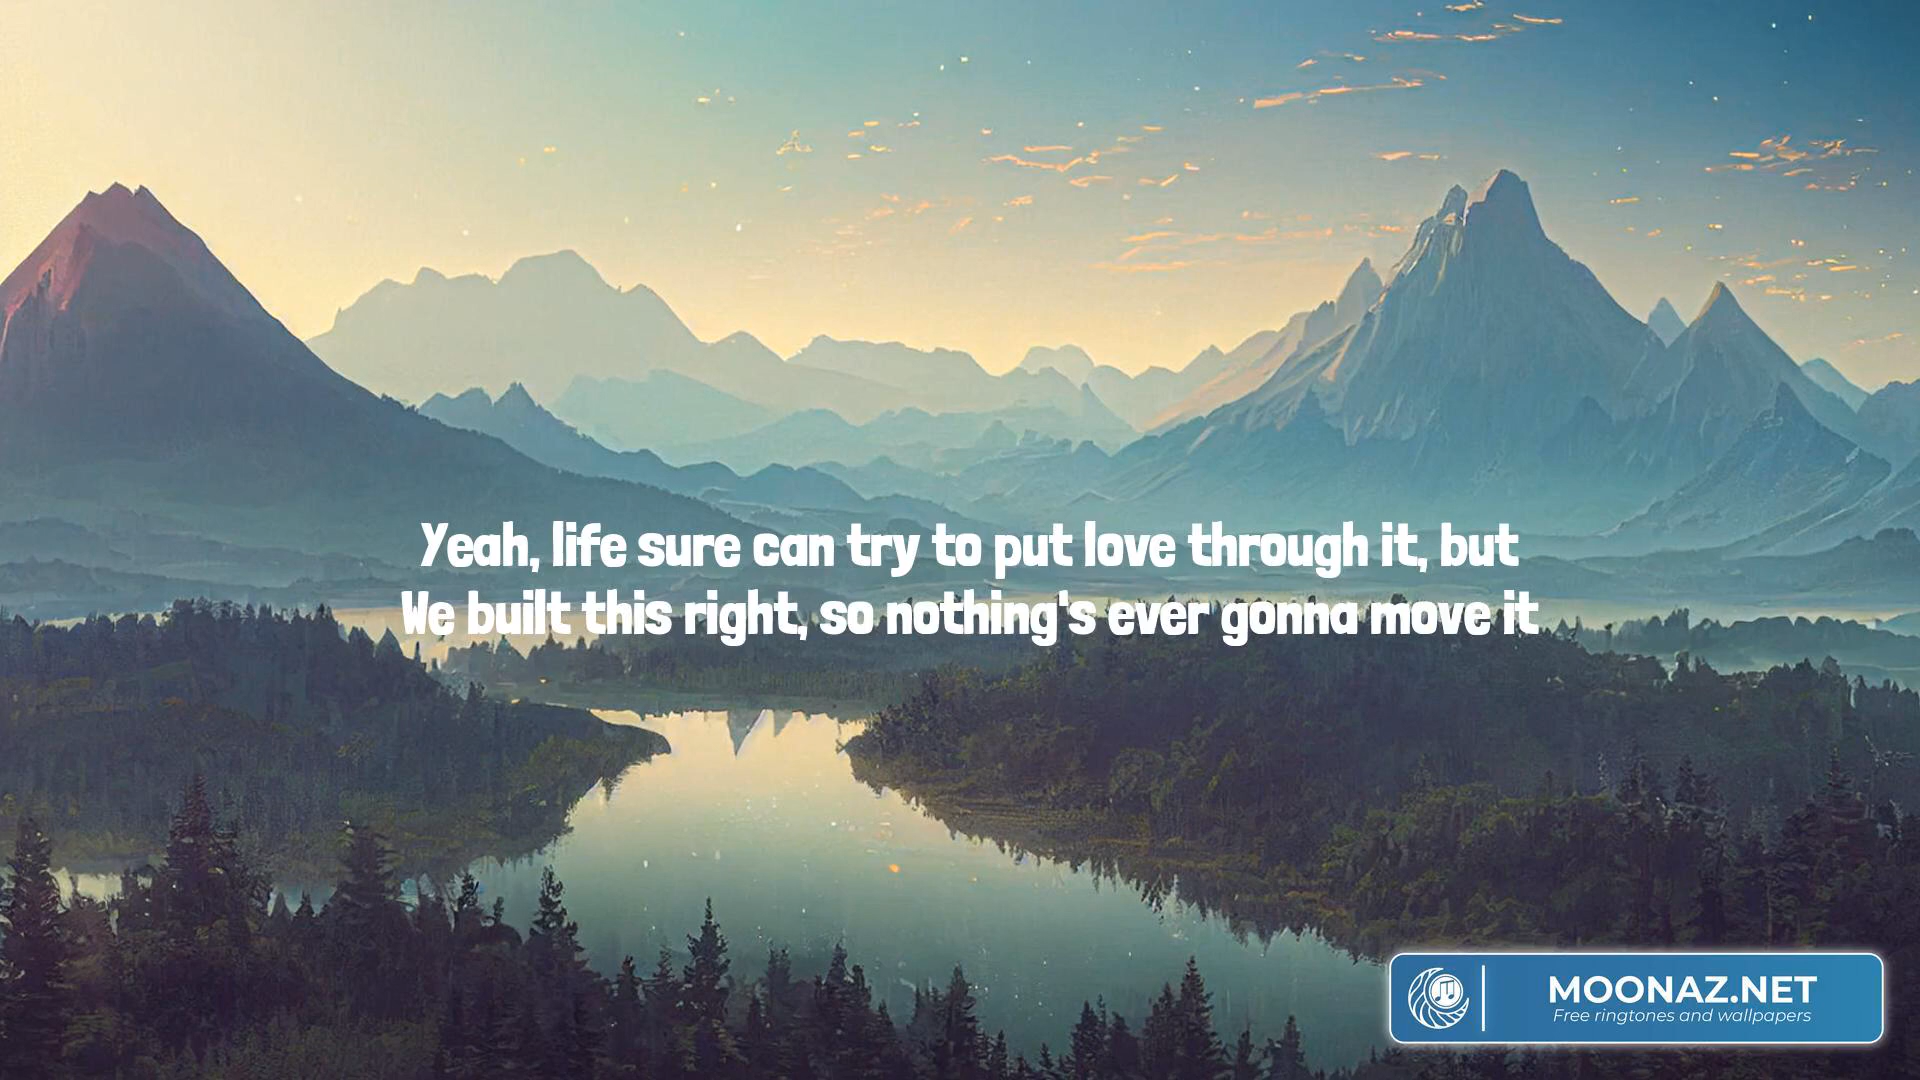 Yeah, life sure can try to put love through it, but
We built this right, so nothing's ever gonna move it
MOONAZ.NET
Free ringtones and wallpapers